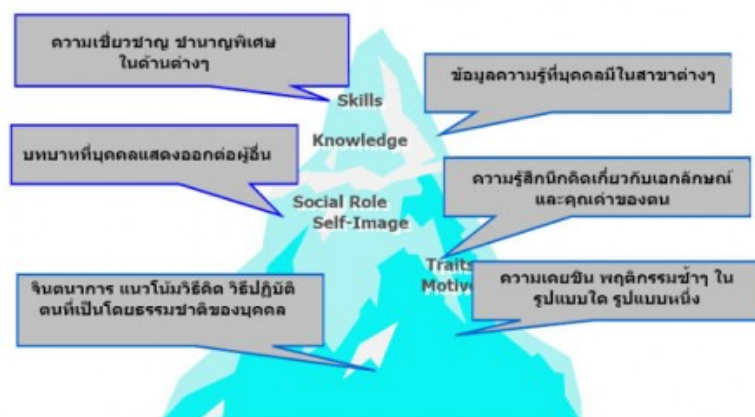 ความเชี่ยวชาญ ชำนาญพิเศษ
ในด้านต่างๆ
Skills
ข้อมูลความรู้ที่บุคคลมีในสาขาต่างๆ
Knowledge
บทบาทที่บุคคลแสดงออกต่อผู้อื่น
ความรู้สึกนึกคิดเกี่ยวกับเอกลักษณ์
และคุณค่าของตน
Social Role
Self-Image
Traits
จินตนาการ แนวโน้มวิธีคิด วิธีปฏิบัติ
ตนที่เป็นโดยธรรมชาติของบุคคล
ความเคยชิน พฤติกรรมซ้ำๆ ใน
รูปแบบใด รูปแบบหนึ่ง